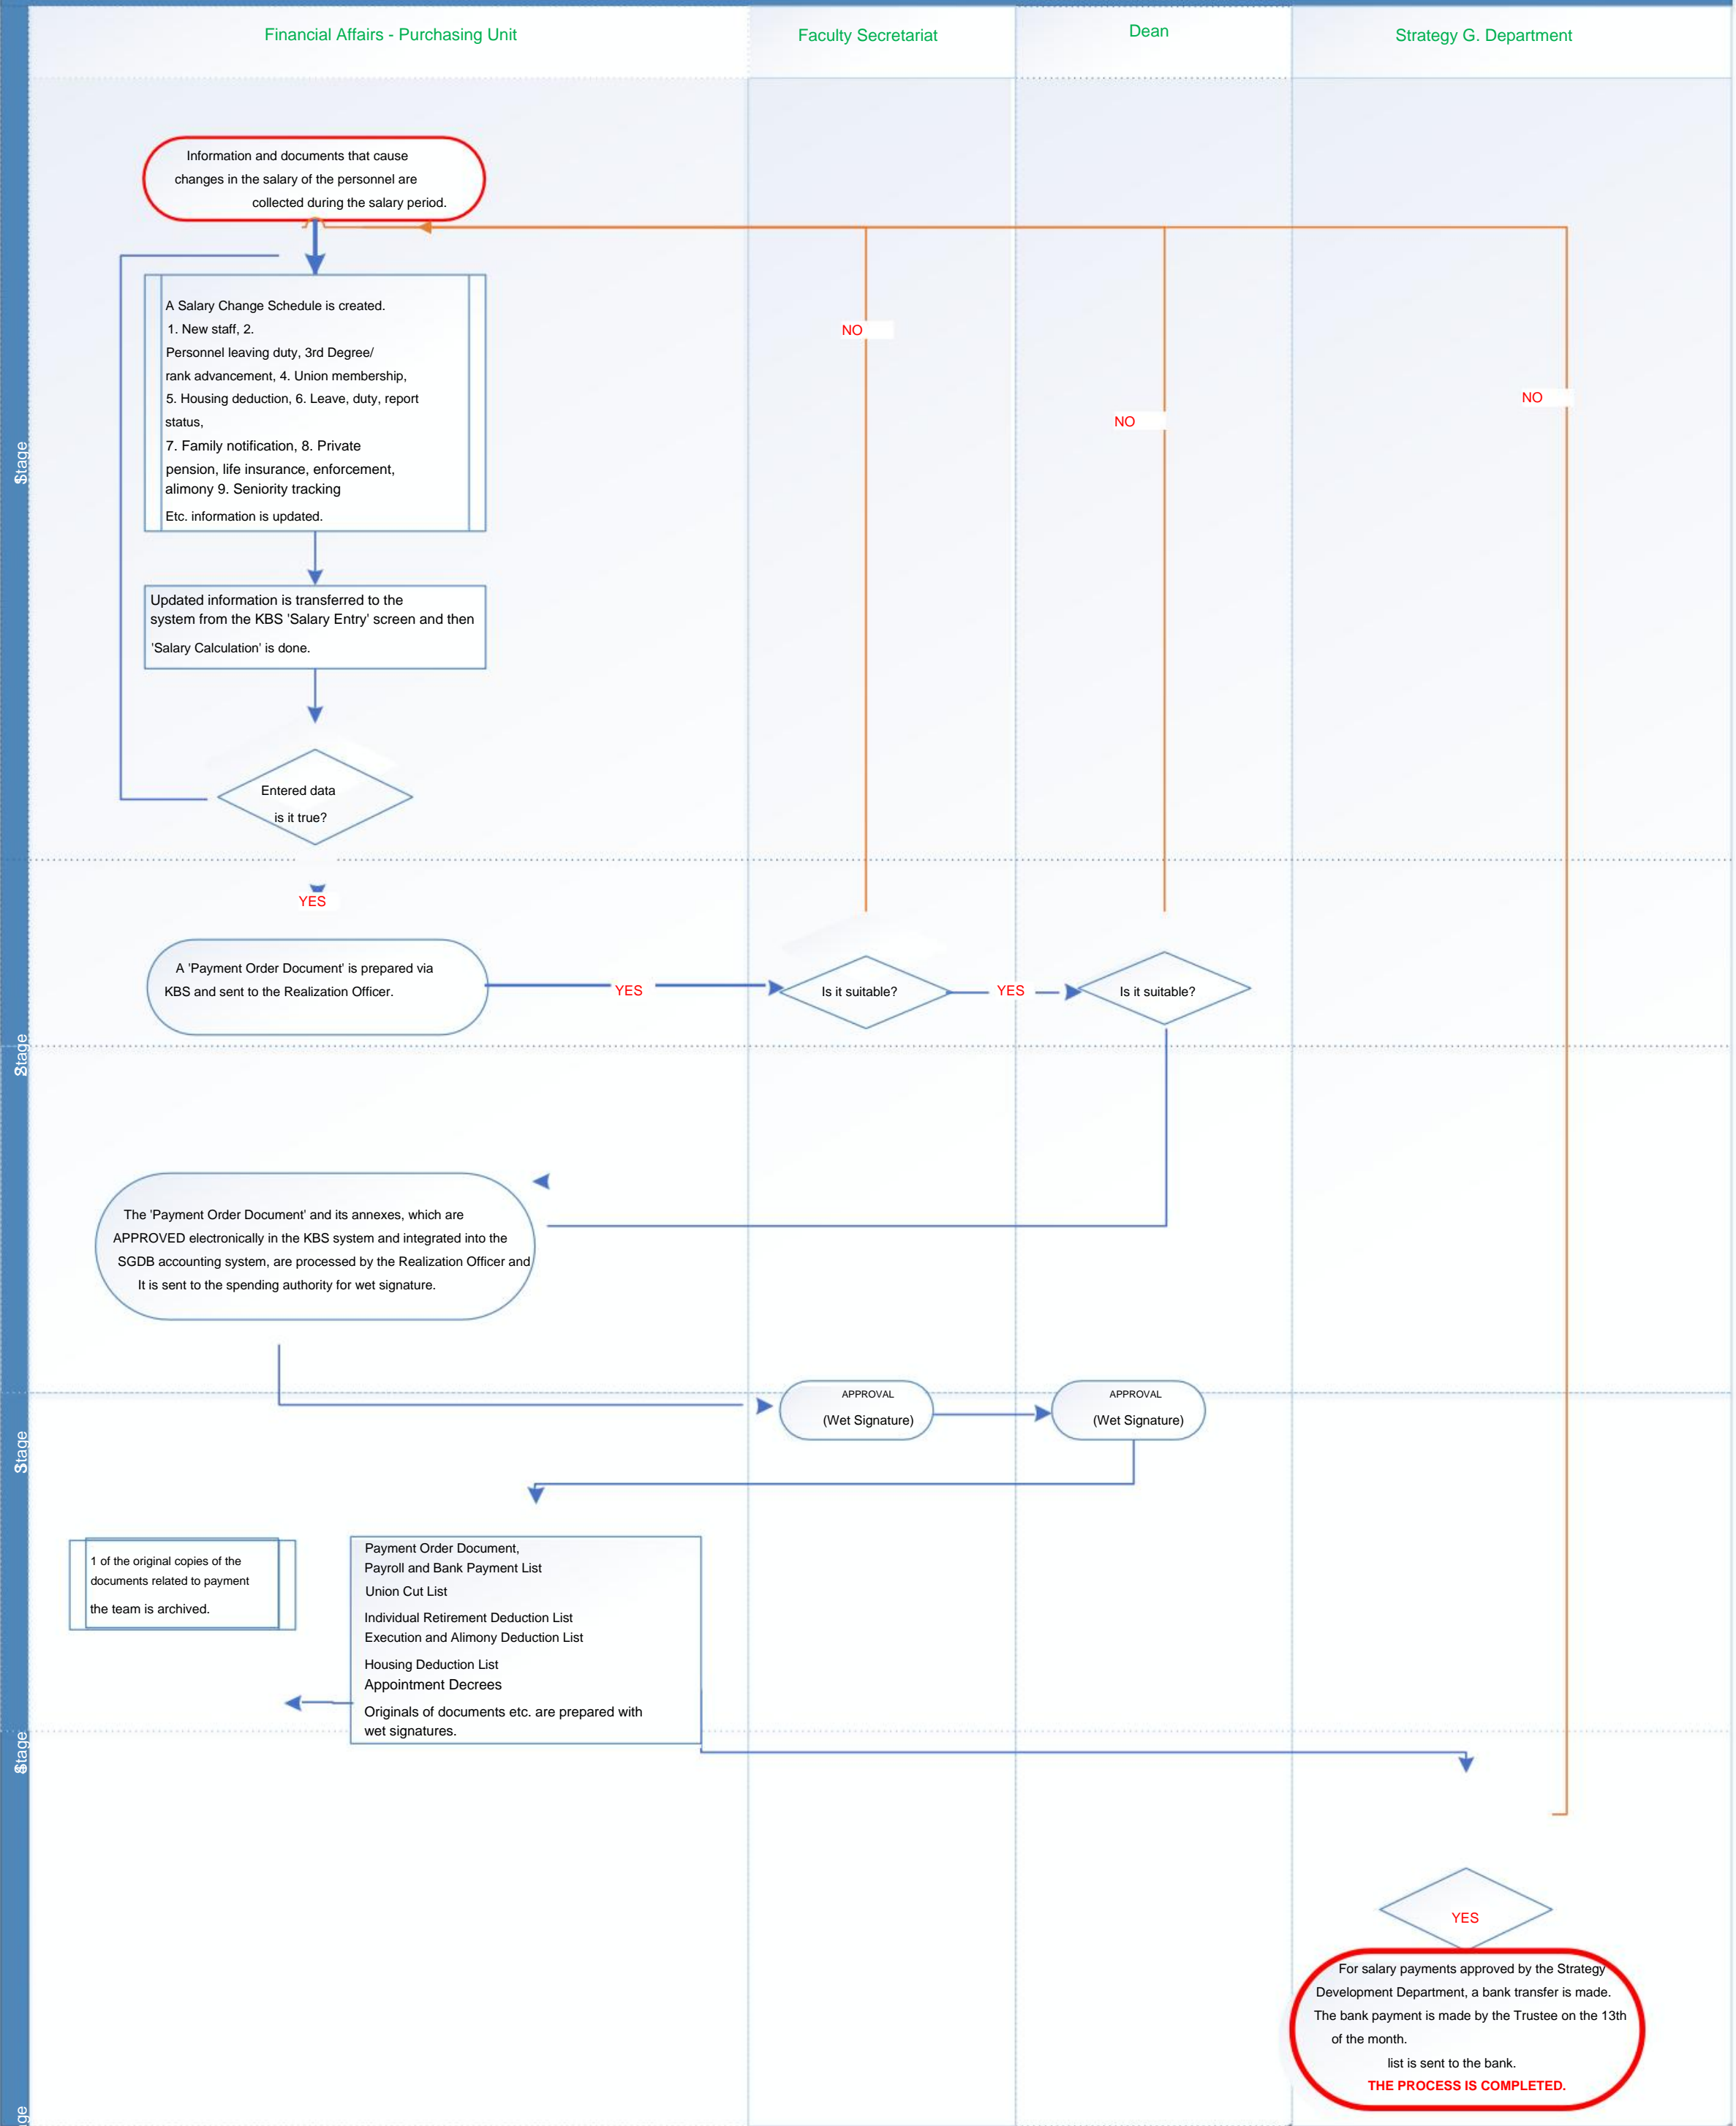 Financial Affairs - Purchasing Unit
Faculty Secretariat
Dean
Strategy G. Department
Information and documents that cause
changes in the salary of the personnel are
collected during the salary period.
A Salary Change Schedule is created.
1. New staff, 2.
Personnel leaving duty, 3rd Degree/
rank advancement, 4. Union membership,
5. Housing deduction, 6. Leave, duty, report
status,
7. Family notification, 8. Private
pension, life insurance, enforcement,
alimony 9. Seniority tracking
Etc. information is updated.
NO
NO
NO
Stage
Updated information is transferred to the
system from the KBS 'Salary Entry' screen and then
'Salary Calculation' is done.
Entered data
is it true?
YES
A 'Payment Order Document' is prepared via
KBS and sent to the Realization Officer.
YES
Is it suitable?
YES
Is it suitable?
Stage
The 'Payment Order Document' and its annexes, which are
APPROVED electronically in the KBS system and integrated into the
SGDB accounting system, are processed by the Realization Officer and
It is sent to the spending authority for wet signature.
APPROVAL
(Wet Signature)
APPROVAL
(Wet Signature)
Stage
1 of the original copies of the
documents related to payment
the team is archived.
Payment Order Document,
Payroll and Bank Payment List
Union Cut List
Individual Retirement Deduction List
Execution and Alimony Deduction List
Housing Deduction List
Appointment Decrees
Originals of documents etc. are prepared with
wet signatures.
Stage
YES
For salary payments approved by the Strategy
Development Department, a bank transfer is made.
The bank payment is made by the Trustee on the 13th
of the month.
list is sent to the bank.
THE PROCESS IS COMPLETED.